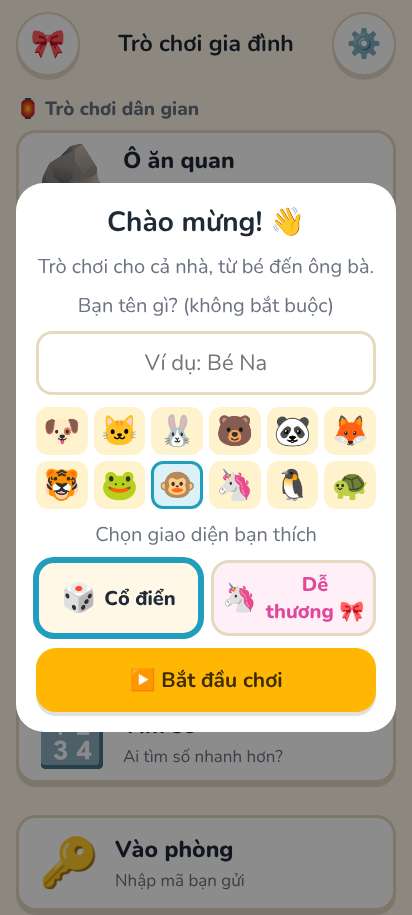 Trò chơi gia đình
Trò chơi dân gian
Ô ăn quan
Chào mừng!
Trò chơi cho cả nhà, từ bé đến ông bà.
Bạn tên gì? (không bắt buộc)
Ví dụ: Bé Na
Chọn giao diện bạn thích
Cổ điển
Dễ
thương
Bắt đầu chơi
3 4
Ai tìm số nhanh hơn?
Vào phòng
Nhập mã bạn gửi